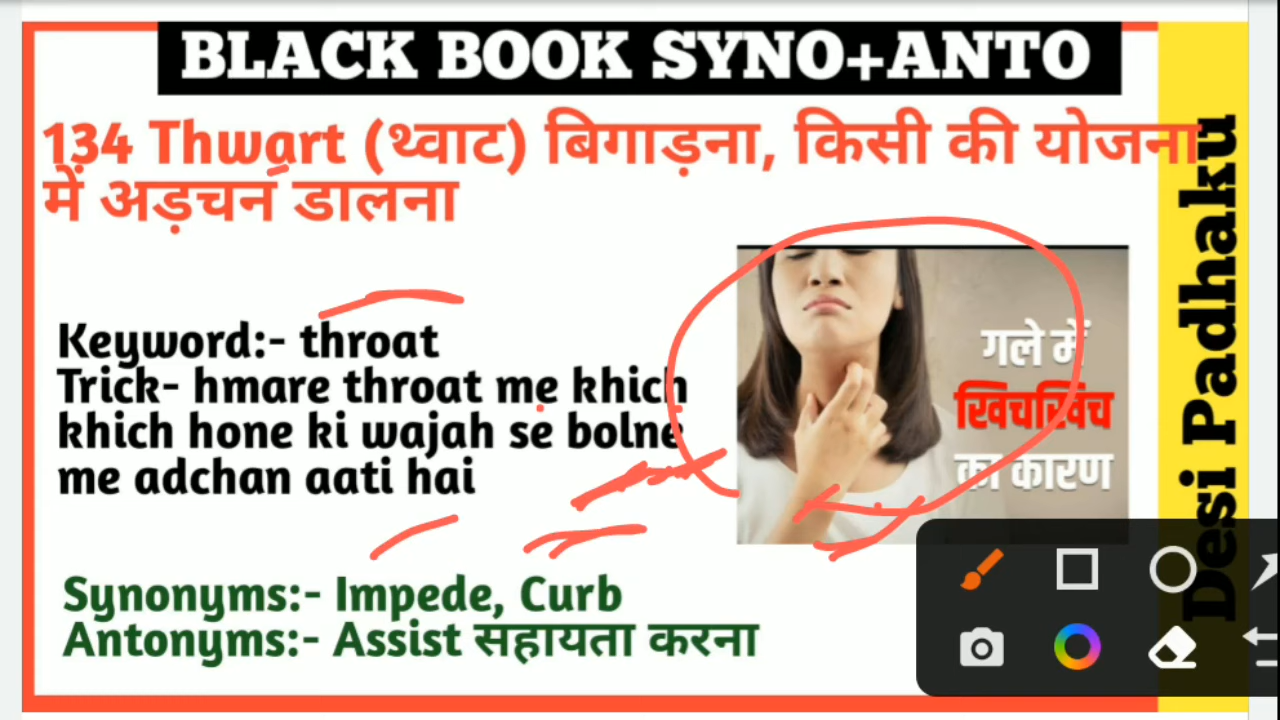 BLACK BOOK SYNO+ANTO
134 Thwart (थ्वाट) बिगाड़ना, किसी की योजना
में अड़चन डालना
Keyword:- throat
Trick- hmare throat me khich
khich hone ki wajah se bolne
me adchan aati hai
गले में
खिचखिच
का कारण
Synonyms:- Impede, Curb
Antonyms:- Assist सहायता करना
Desi Padhaku